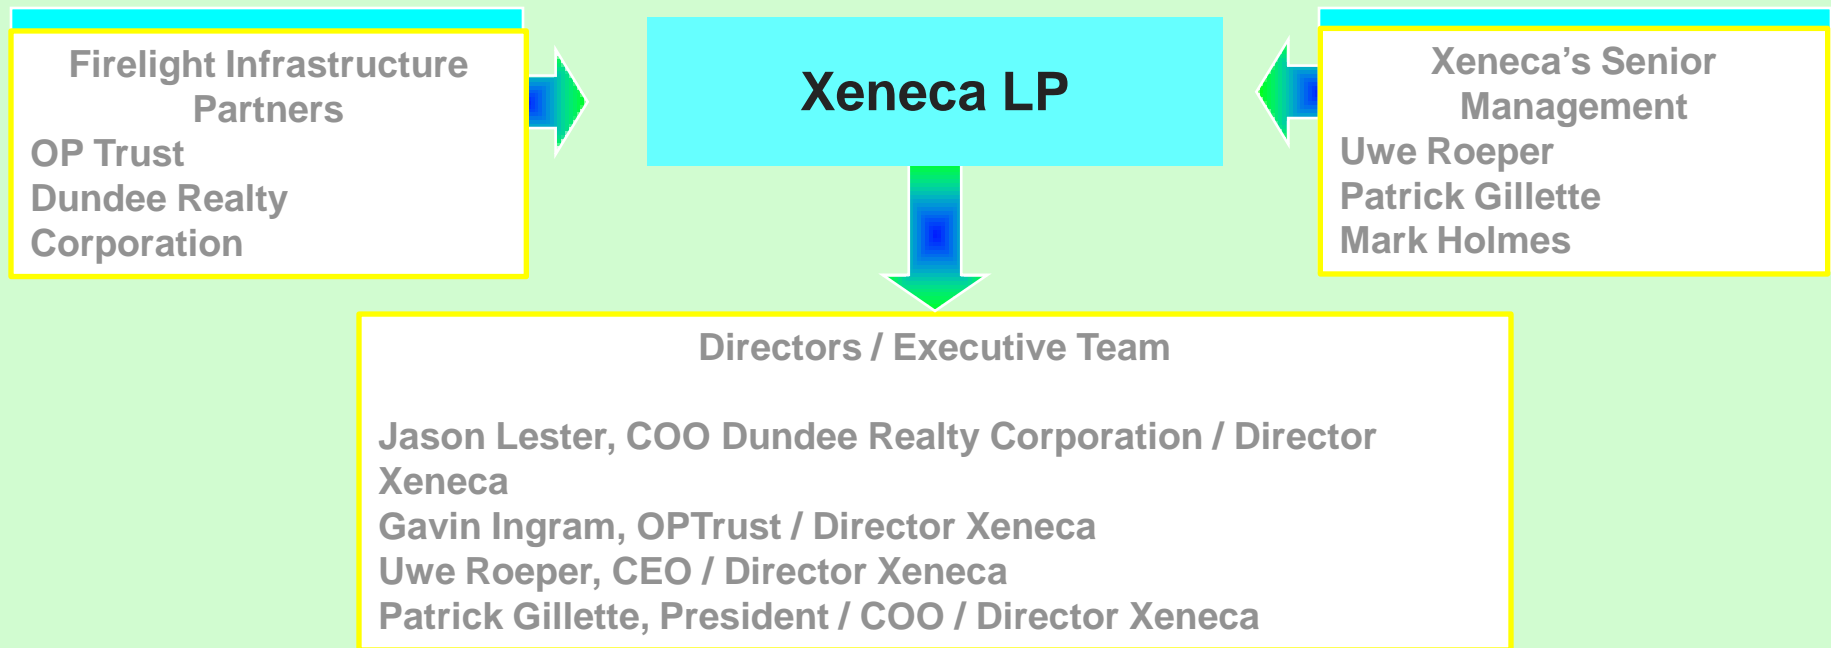 Firelight Infrastructure
Partners
OP Trust
Dundee Realty
Corporation
Xeneca LP
Xeneca’s Senior
Management
Uwe Roeper
Patrick Gillette
Mark Holmes
Directors / Executive Team
Jason Lester, COO Dundee Realty Corporation / Director
Xeneca
Gavin Ingram, OPTrust / Director Xeneca
Uwe Roeper, CEO / Director Xeneca
Patrick Gillette, President / COO / Director Xeneca